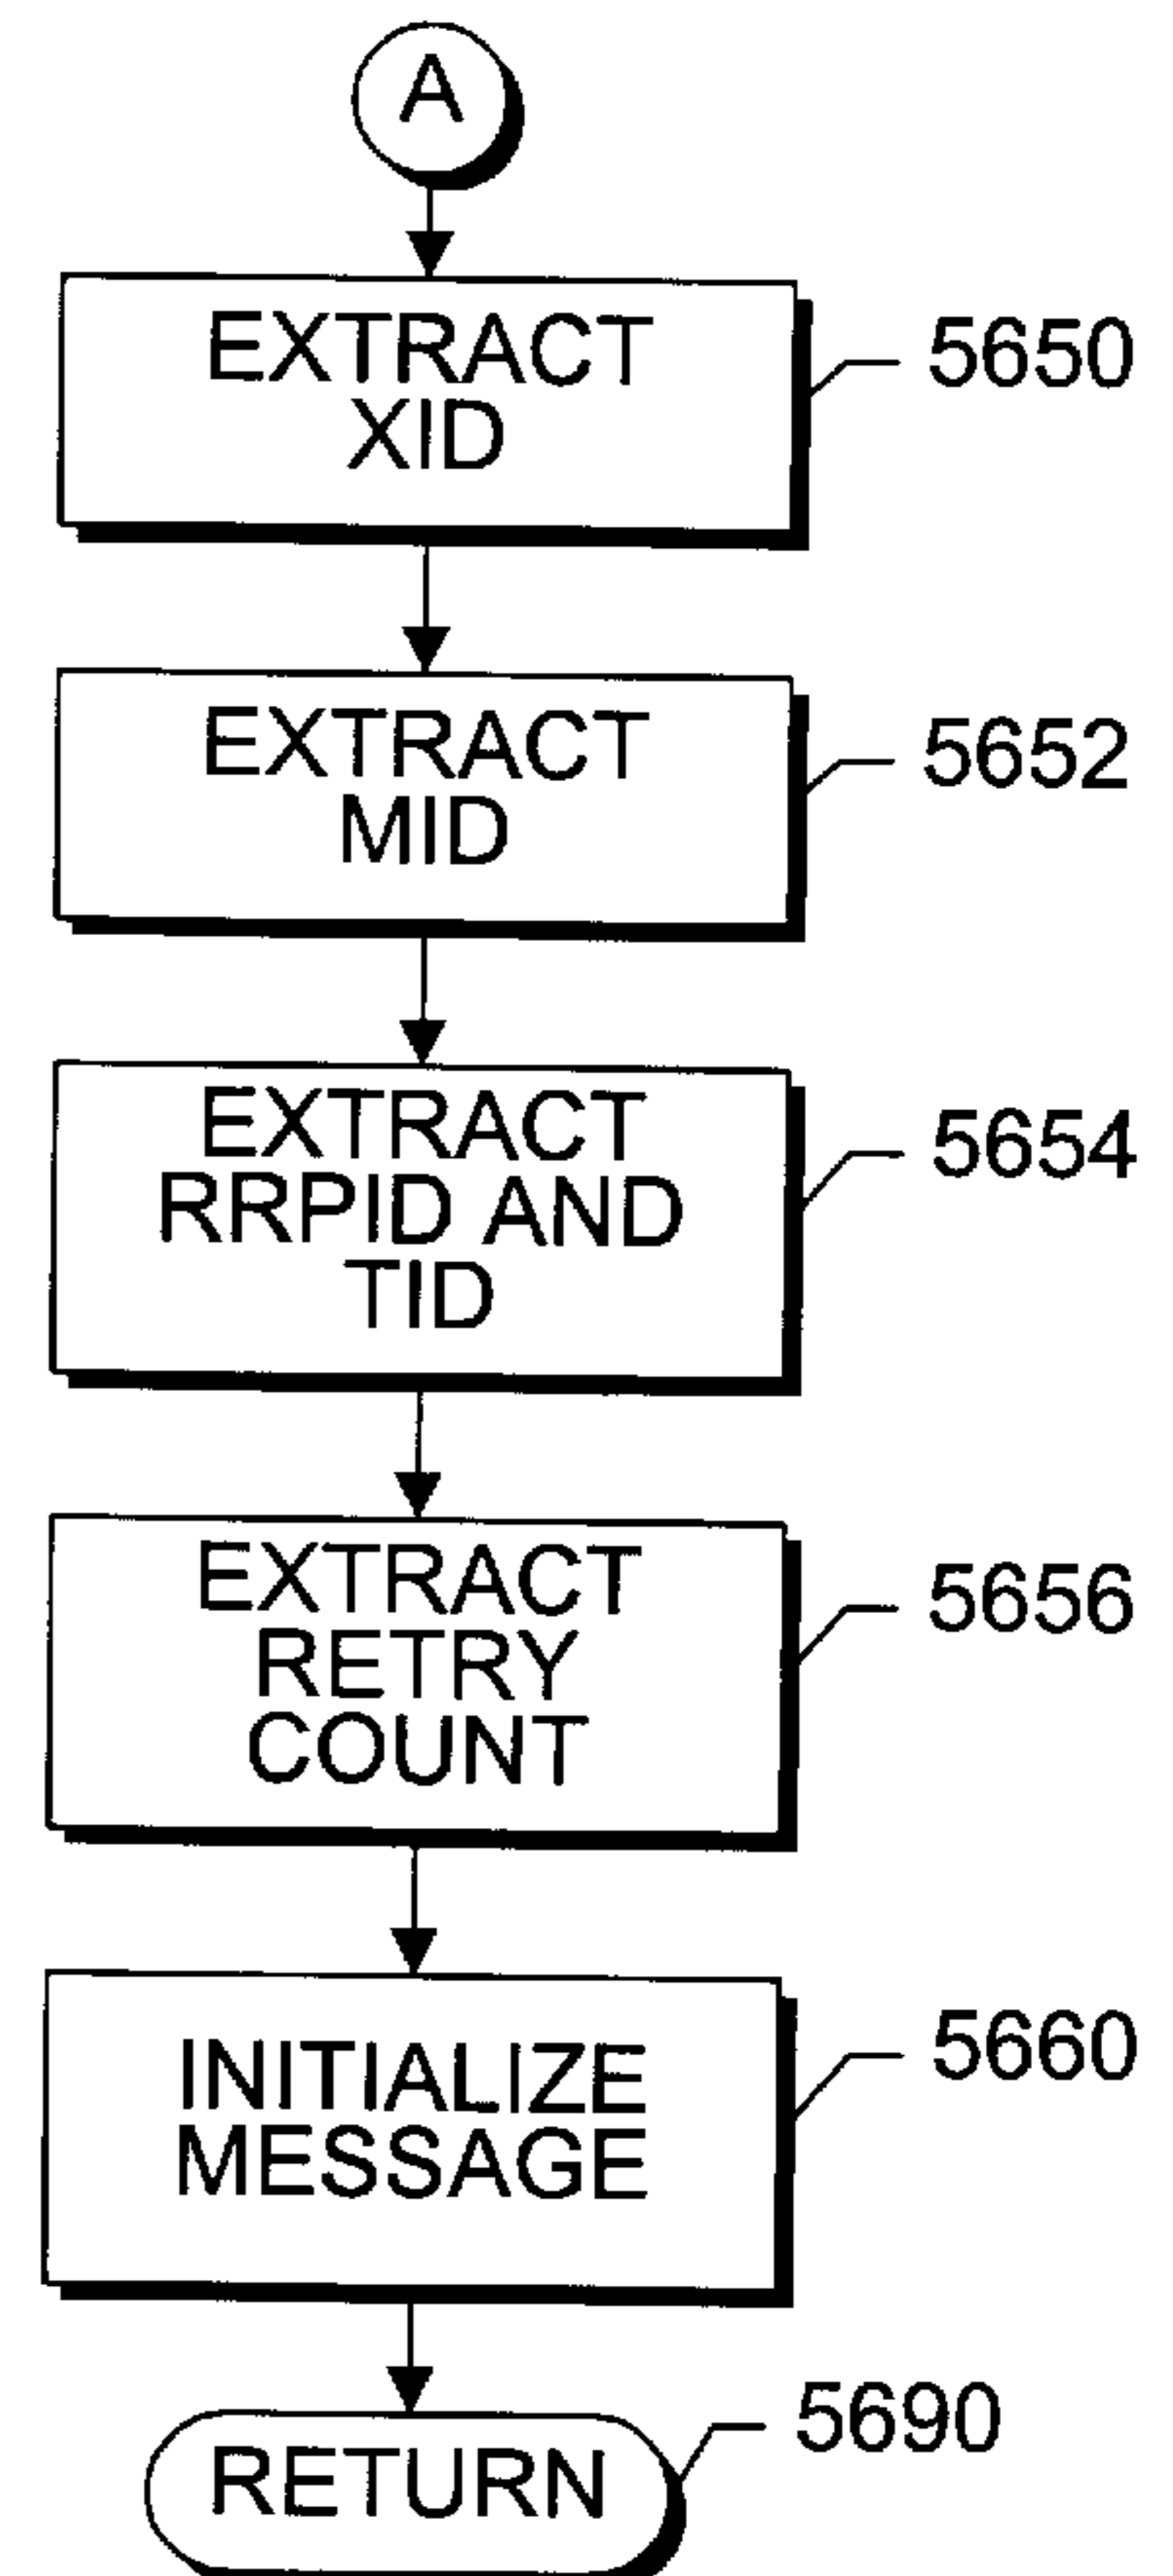 A
EXTRACT
XID
5650
EXTRACT
MID
5652
EXTRACT
RRPID AND
TID
5654
EXTRACT
RETRY
COUNT
5656
INITIALIZE
MESSAGE
5660
RETURN
5690